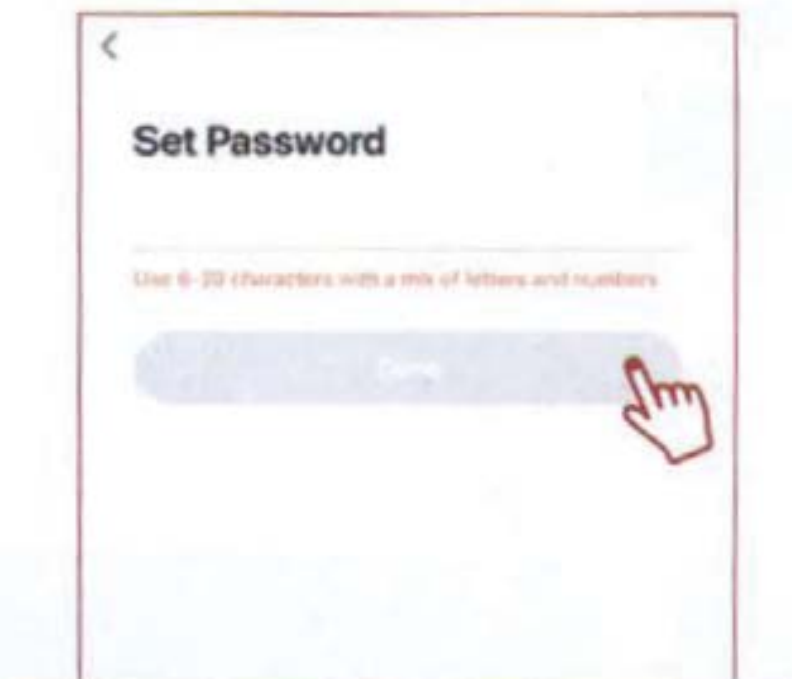 Set Password
Use 6-20 characters with a mix of letters and numbers
Done